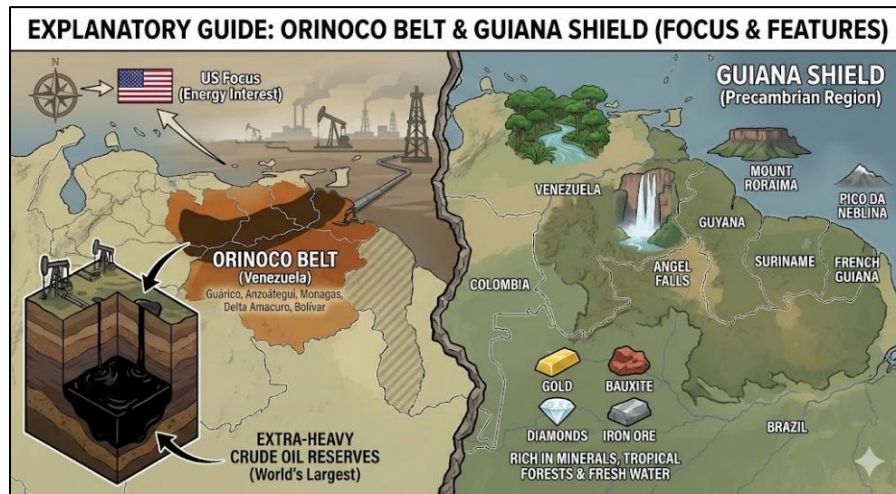 EXPLANATORY GUIDE: ORINOCO BELT & GUIANA SHIELD (FOCUS & FEATURES)
US Focus
(Energy Interest)
ORINOCO BELT
(Venezuela)
Guárico, Anzoátegui, Monagas,
Delta Amacuro, Bolívar
EXTRA-HEAVY
CRUDE OIL RESERVES
(World's Largest)
GUIANA SHIELD
(Precambrian Region)
MOUNT
RORAIMA
PICO DA
NEBLINA
VENEZUELA
GUYANA
SURINAME
FRENCH
GUIANA
COLOMBIA
ANGEL
FALLS
GOLD
BAUXITE
DIAMONDS
IRON ORE
BRAZIL
RICH IN MINERALS, TROPICAL
FORESTS & FRESH WATER